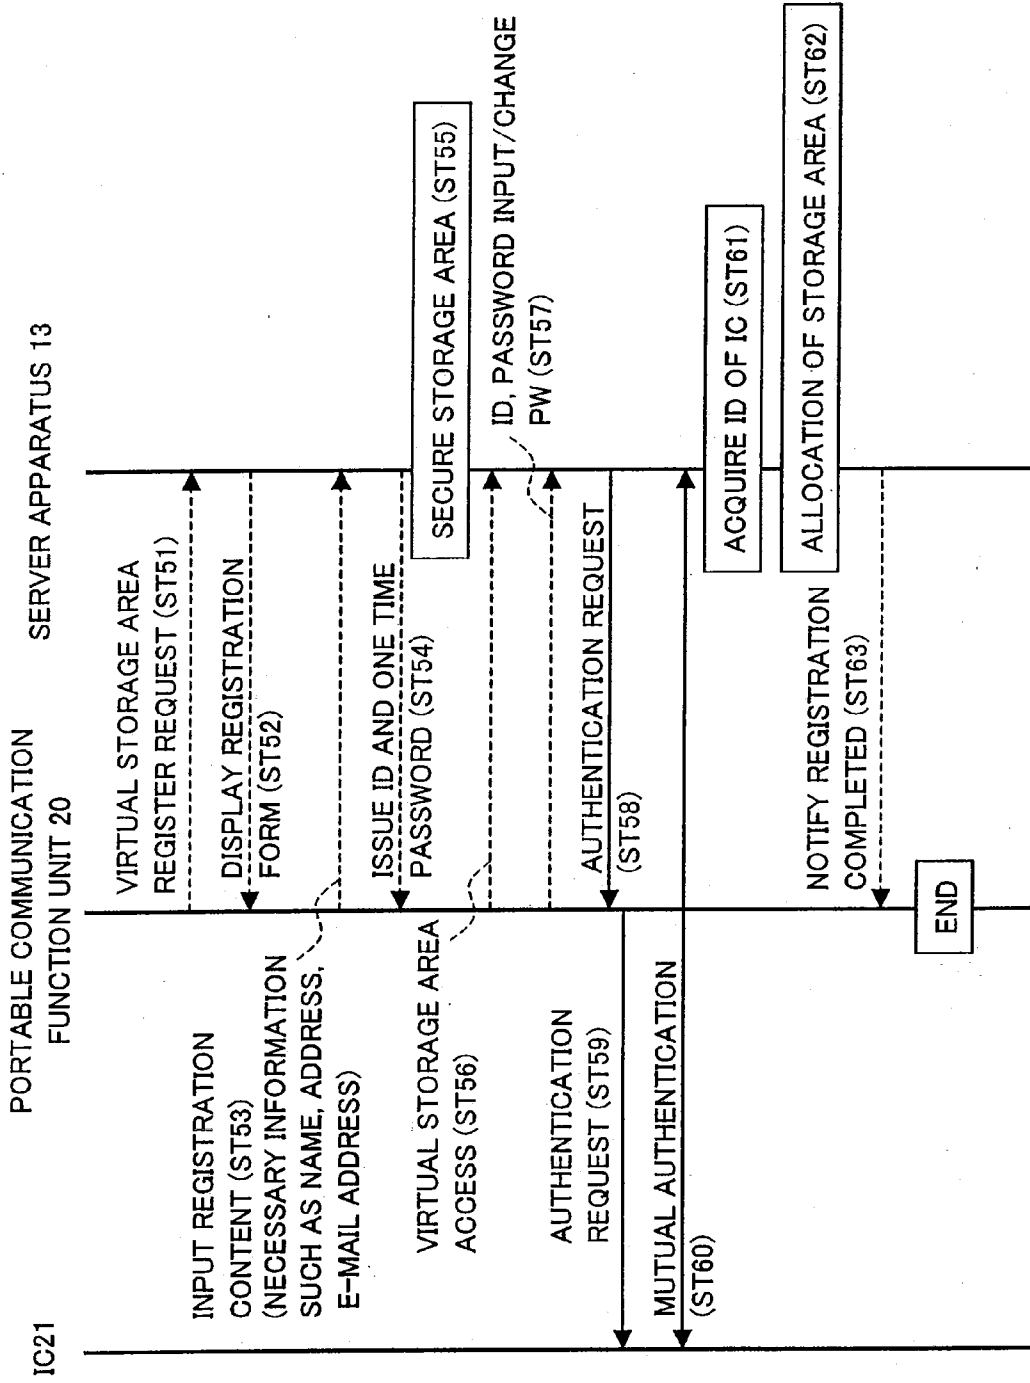 IC21
PORTABLE COMMUNICATION
FUNCTION UNIT 20
SERVER APPARATUS 13
VIRTUAL STORAGE AREA
REGISTER REQUEST (ST51)
DISPLAY REGISTRATION
FORM (ST52)
INPUT REGISTRATION
CONTENT (ST53)
(NECESSARY INFORMATION
SUCH AS NAME, ADDRESS,
E-MAIL ADDRESS)
ISSUE ID AND ONE TIME
PASSWORD (ST54)
SECURE STORAGE AREA (ST55)
VIRTUAL STORAGE AREA
ACCESS (ST56)
ID, PASSWORD INPUT/CHANGE
PW (ST57)
AUTHENTICATION REQUEST
(ST58)
AUTHENTICATION
REQUEST (ST59)
MUTUAL AUTHENTICATION
(ST60)
ACQUIRE ID OF IC (ST61)
ALLOCATION OF STORAGE AREA (ST62)
NOTIFY REGISTRATION
COMPLETED (ST63)
END